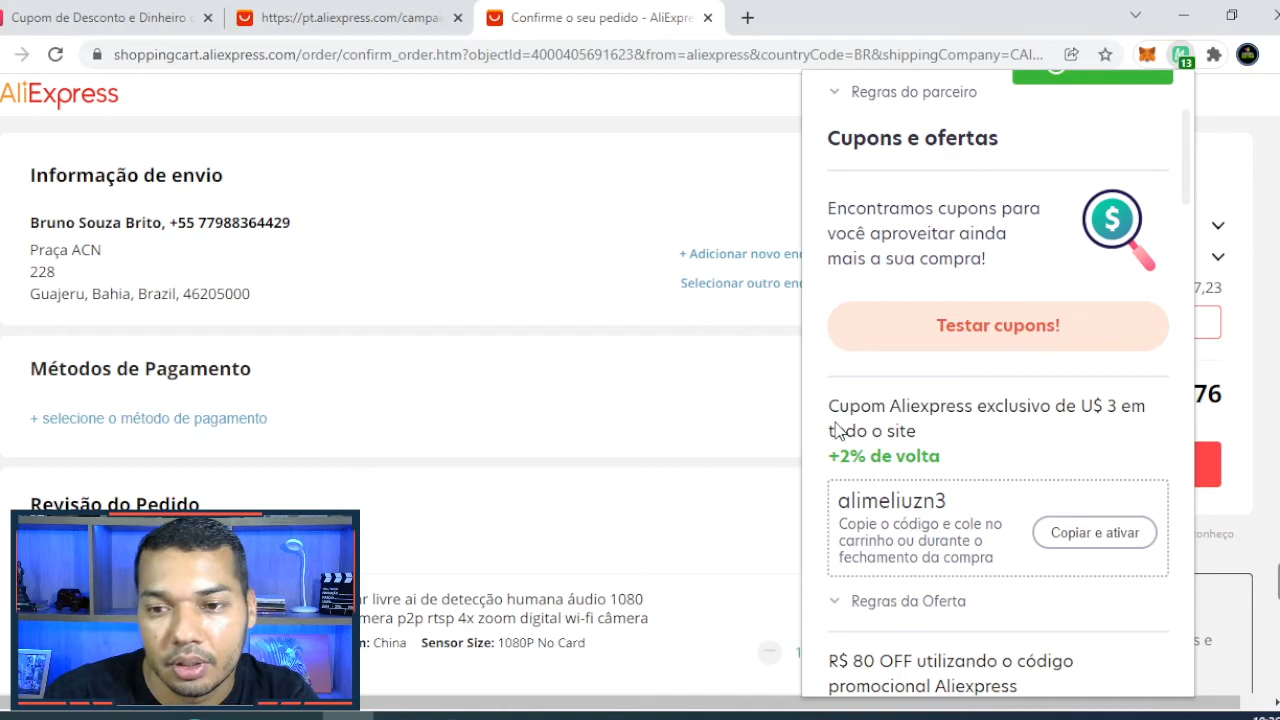 Cupom de Desconto e Dinheiro
https://pt.aliexpress.com/campai
Confirme o seu pedido - AliExpre
shoppingcart.aliexpress.com/order/confirm_order.htm?objectId=4000405691623&from=aliexpress&countryCode=BR&shippingCompany=CAI...
13
AliExpress
Informação de envio
Bruno Souza Brito, +55 77988364429
Praça ACN
228
Guajeru, Bahia, Brazil, 46205000
+ Adicionar novo en
Selecionar outro en
Métodos de Pagamento
+ selecione o método de pagamento
Revisão do Pedido
r livre ai de detecção humana áudio 1080
mera p2p rtsp 4x zoom digital wi-fi câmera
m: China Sensor Size: 1080P No Card
1
Regras do parceiro
Cupons e ofertas
Encontramos cupons para
você aproveitar ainda
mais a sua compra!
$
Testar cupons!
Cupom Aliexpress exclusivo de U$ 3 em
todo o site
+2% de volta
alimeliuzn3
Copie o código e cole no
carrinho ou durante o
fechamento da compra
Copiar e ativar
Regras da Oferta
R$ 80 OFF utilizando o código
promocional Aliexpress
7,23
76
onheço
s e